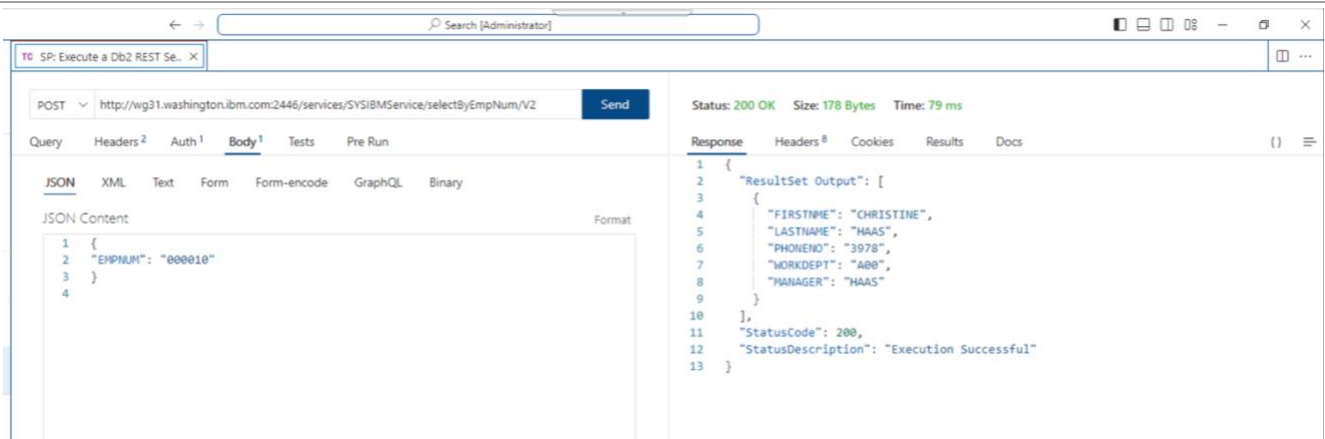 Search [Administrator]
TC SP: Execute a Db2 REST Se...
POST http://wg31.washington.ibm.com:2446/services/SYSIBMService/selectByEmpNum/V2 Send
Query Headers 2 Auth 1 Body 1 Tests Pre Run
JSON XML Text Form Form-encode GraphQL Binary
JSON Content Format
1 {
2 "EMPNUM": "000010"
3 }
4
Status: 200 OK Size: 178 Bytes Time: 79 ms
Response Headers 8 Cookies Results Docs {}
1 {
2 "ResultSet Output": [
3 {
4 "FIRSTNME": "CHRISTINE",
5 "LASTNAME": "HAAS",
6 "PHONENO": "3978",
7 "WORKDEPT": "A00",
8 "MANAGER": "HAAS"
9 }
10 ],
11 "StatusCode": 200,
12 "StatusDescription": "Execution Successful"
13 }